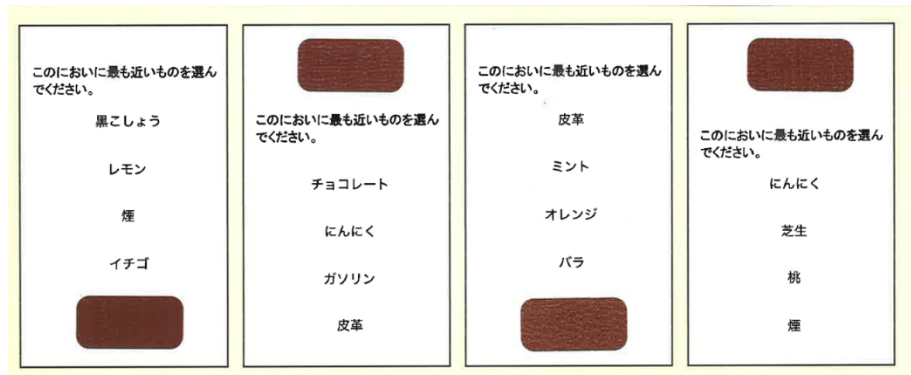 このにおいに最も近いものを選ん
でください。
黒こしょう
レモン
煙
イチゴ
このにおいに最も近いものを選ん
でください。
チョコレート
にんにく
ガソリン
皮革
このにおいに最も近いものを選ん
でください。
皮革
ミント
オレンジ
バラ
このにおいに最も近いものを選ん
でください。
にんにく
芝生
桃
煙